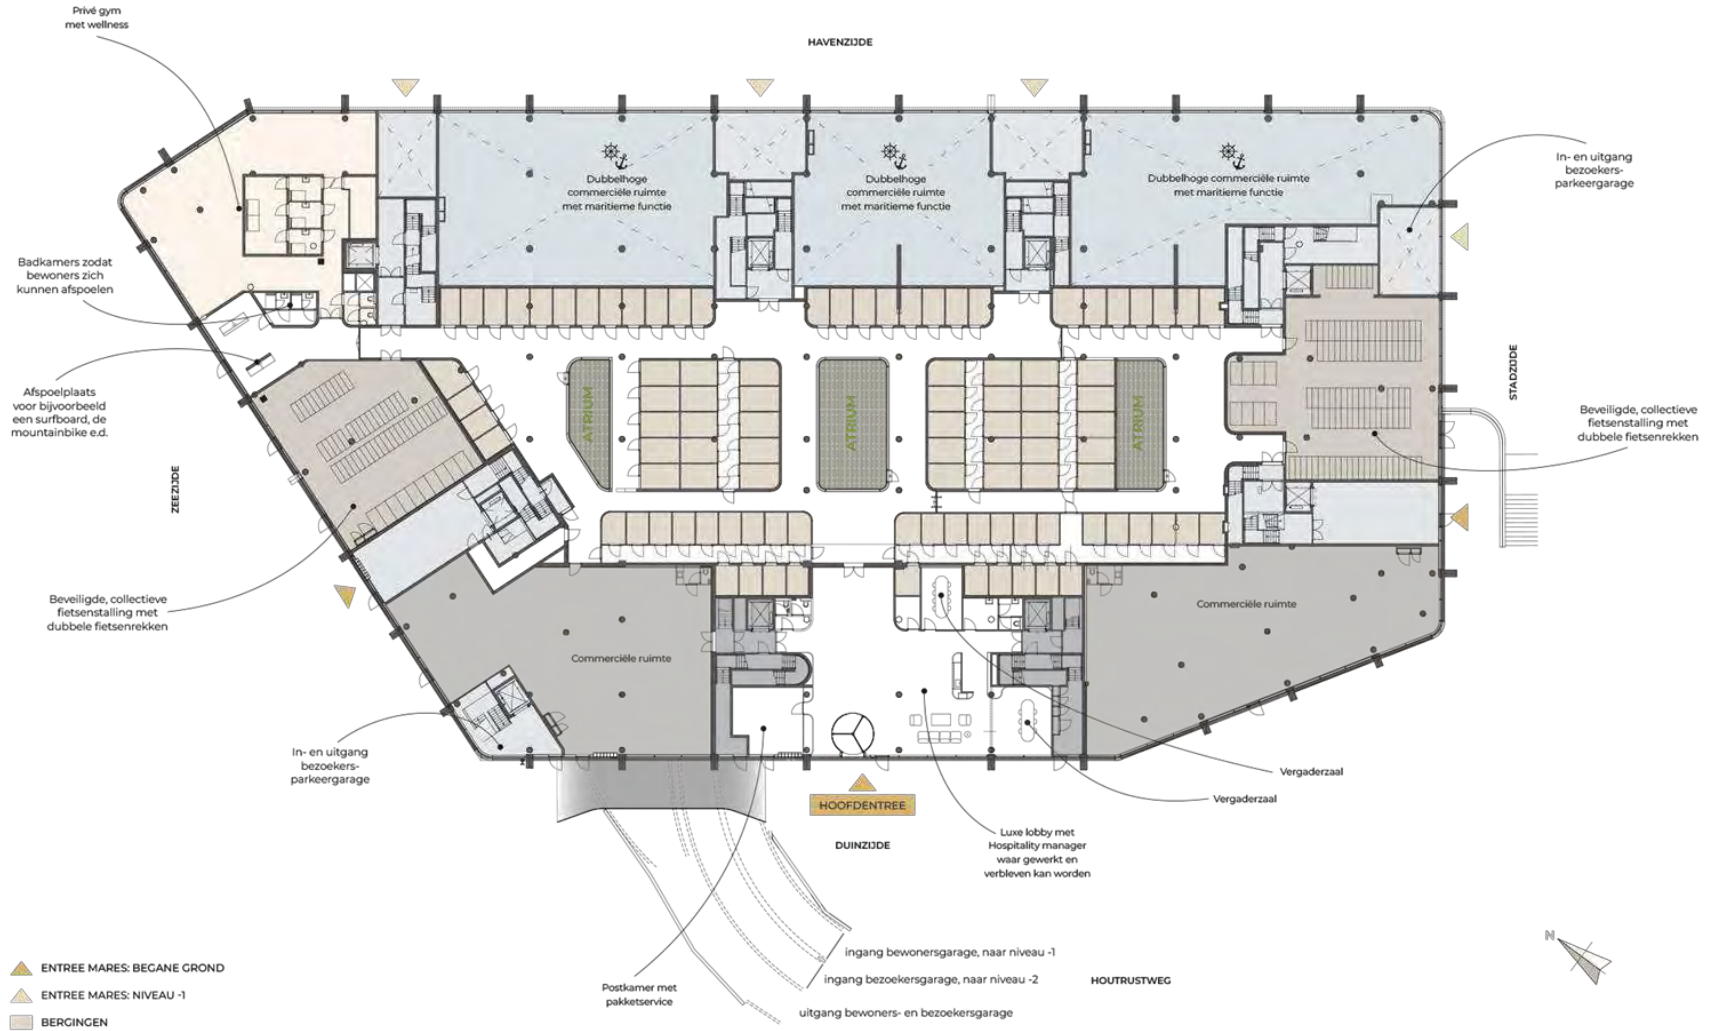 Privé gym
met wellness
HAVENZIJDE
In- en uitgang
bezoekers-
parkeergarage
Dubbelhoge
commerciële ruimte
met maritieme functie
Dubbelhoge
commerciële ruimte
met maritieme functie
Dubbelhoge commerciële ruimte
met maritieme functie
Badkamers zodat
bewoners zich
kunnen afspoelen
Afspoelplaats
voor bijvoorbeeld
een surfboard, de
mountainbike e.d.
ATRIUM
ATRIUM
ATRIUM
STADZIJDE
Beveiligde, collectieve
fietsenstalling met
dubbele fietsenrekken
ZEEZIJDE
Beveiligde, collectieve
fietsenstalling met
dubbele fietsenrekken
Commerciële ruimte
Commerciële ruimte
In- en uitgang
bezoekers-
parkeergarage
Vergaderzaal
Vergaderzaal
HOOFDENTREE
DUINZIJDE
Luxe lobby met
Hospitality manager
waar gewerkt en
verbleven kan worden
ingang bewonersgarage, naar niveau -1
ingang bezoekersgarage, naar niveau -2
uitgang bewoners- en bezoekersgarage
Postkamer met
pakketservice
HOUTRUSTWEG
N
ENTREE MARES: BEGANE GROND
ENTREE MARES: NIVEAU -1
BERGINGEN